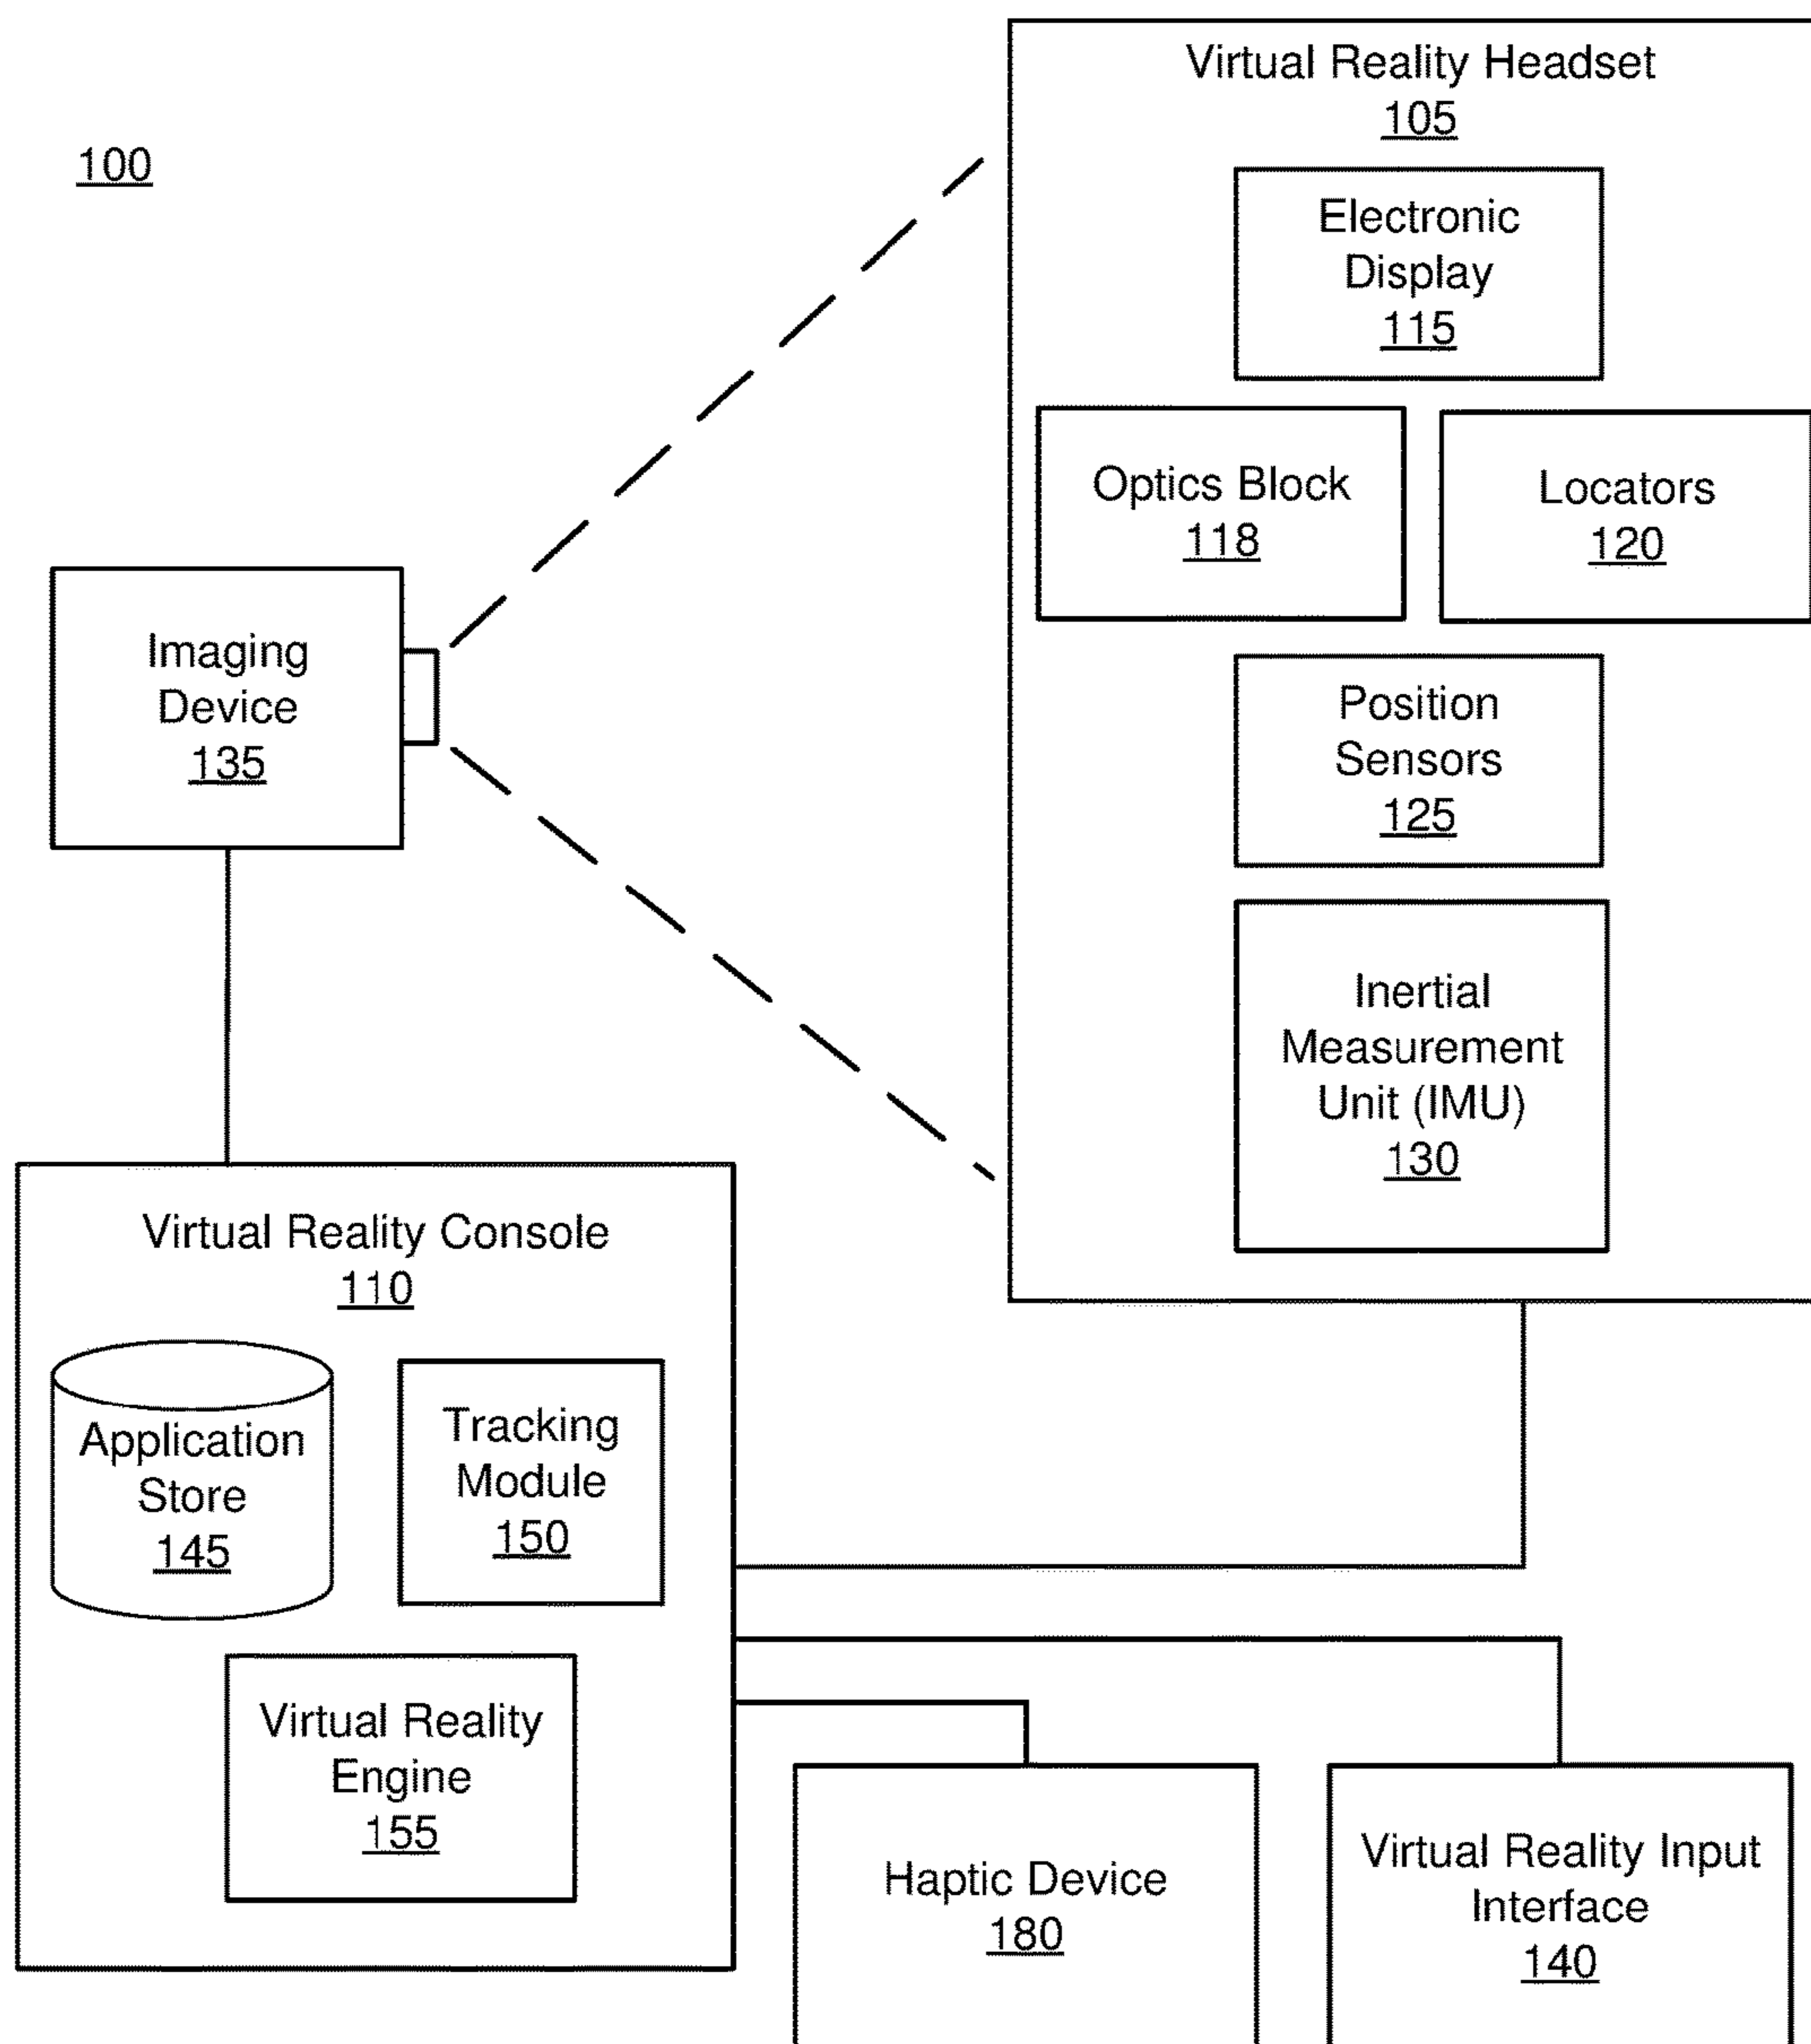 100
Virtual Reality Headset
105
Electronic
Display
115
Optics Block
118
Locators
120
Position
Sensors
125
Inertial
Measurement
Unit (IMU)
130
Imaging
Device
135
Virtual Reality Console
110
Application
Store
145
Tracking
Module
150
Virtual Reality
Engine
155
Haptic Device
180
Virtual Reality Input
Interface
140